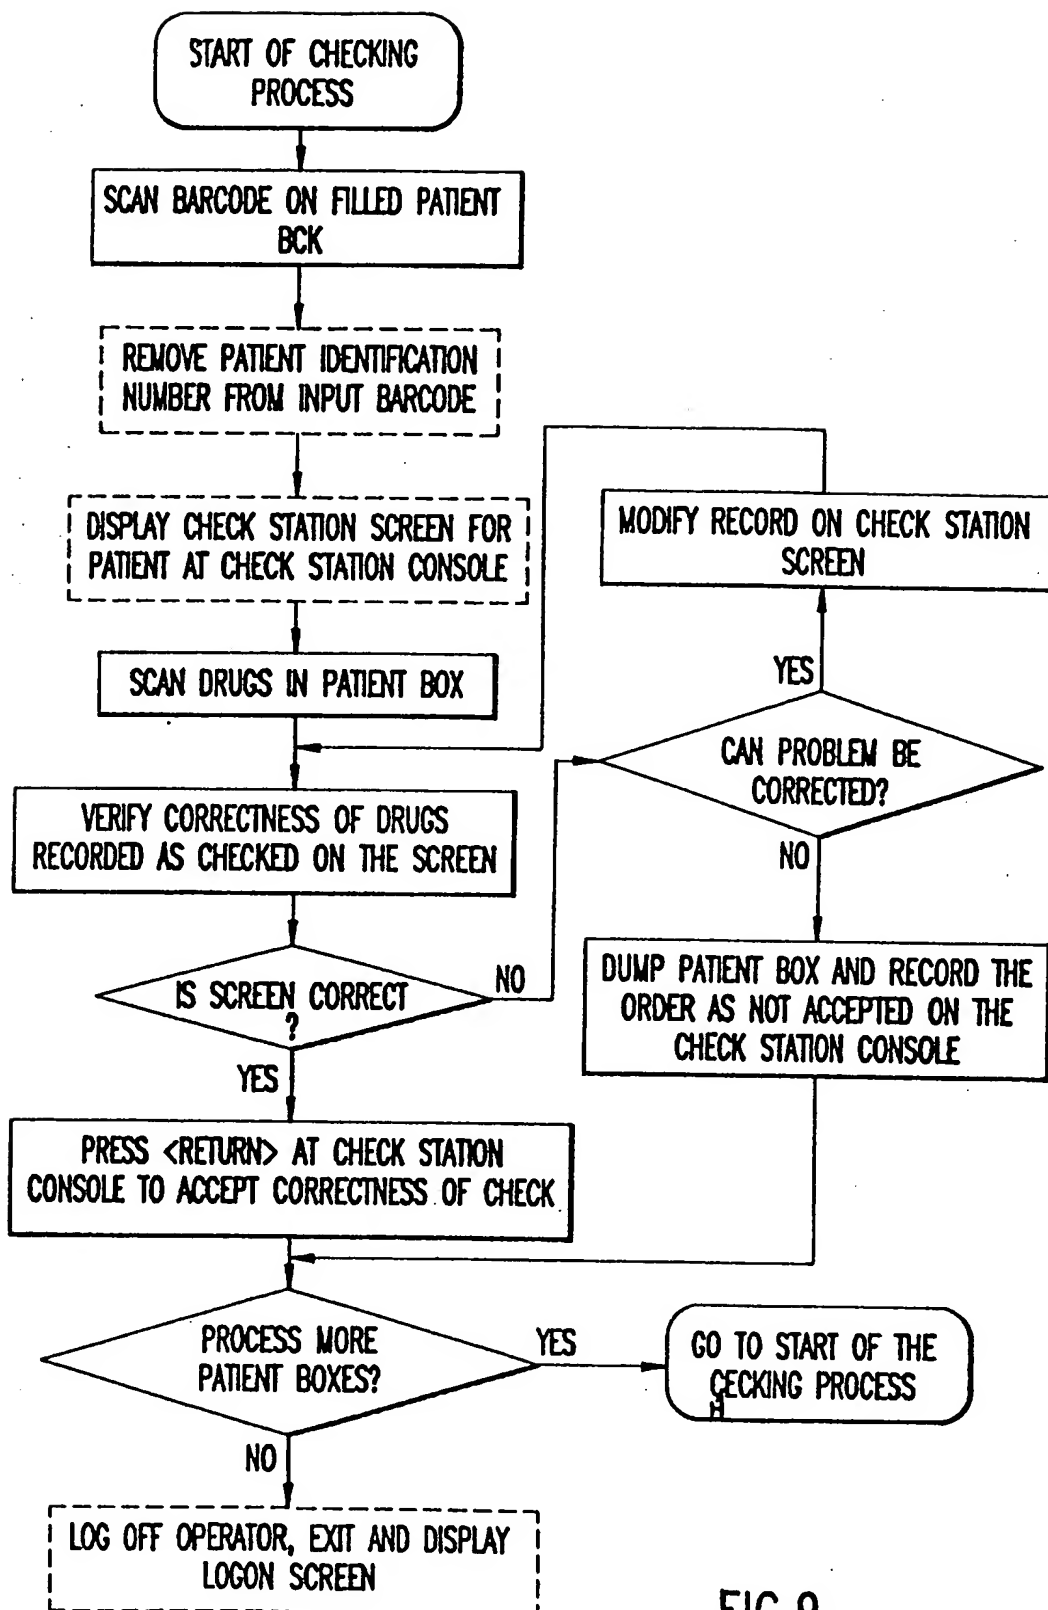 START OF CHECKING
PROCESS
SCAN BARCODE ON FILLED PATIENT
BCK
REMOVE PATIENT IDENTIFICATION
NUMBER FROM INPUT BARCODE
DISPLAY CHECK STATION SCREEN FOR
PATIENT AT CHECK STATION CONSOLE
SCAN DRUGS IN PATIENT BOX
VERIFY CORRECTNESS OF DRUGS
RECORDED AS CHECKED ON THE SCREEN
IS SCREEN CORRECT
?
NO
YES
MODIFY RECORD ON CHECK STATION
SCREEN
YES
CAN PROBLEM BE
CORRECTED?
NO
DUMP PATIENT BOX AND RECORD THE
ORDER AS NOT ACCEPTED ON THE
CHECK STATION CONSOLE
PRESS <RETURN> AT CHECK STATION
CONSOLE TO ACCEPT CORRECTNESS OF CHECK
PROCESS MORE
PATIENT BOXES?
YES
GO TO START OF THE
CECKING PROCESS
H
NO
LOG OFF OPERATOR, EXIT AND DISPLAY
LOGON SCREEN
FIG. 9